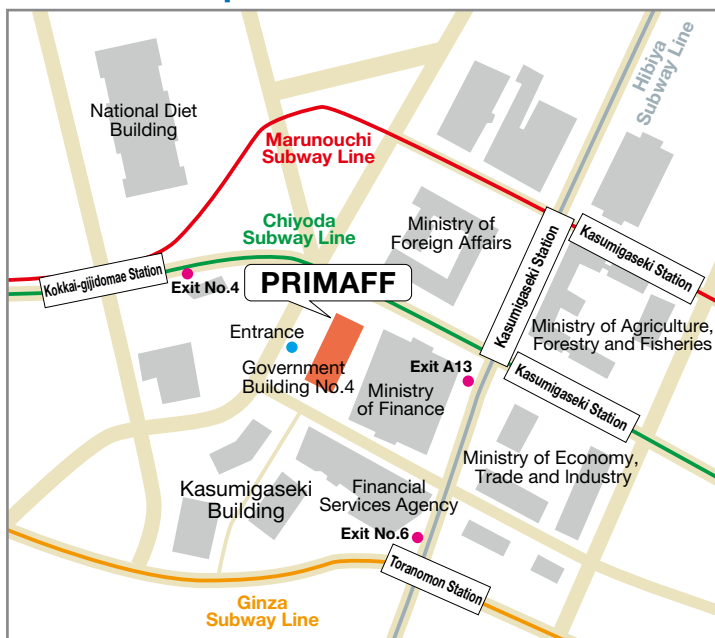 Hibiya
Subway Line
National Diet
Building
Marunouchi
Subway Line
Chiyoda
Subway Line
Ministry of
Foreign Affairs
Kasumigaseki Station
Kasumigaseki Station
Kokkai-gijidomae Station
Exit No.4
PRIMAFF
Entrance
Government
Building No.4
Ministry of Agriculture,
Forestry and Fisheries
Exit A13
Ministry
of Finance
Kasumigaseki Station
Ministry of Economy,
Trade and Industry
Kasumigaseki
Building
Financial
Services Agency
Exit No.6
Toranomon Station
Ginza
Subway Line